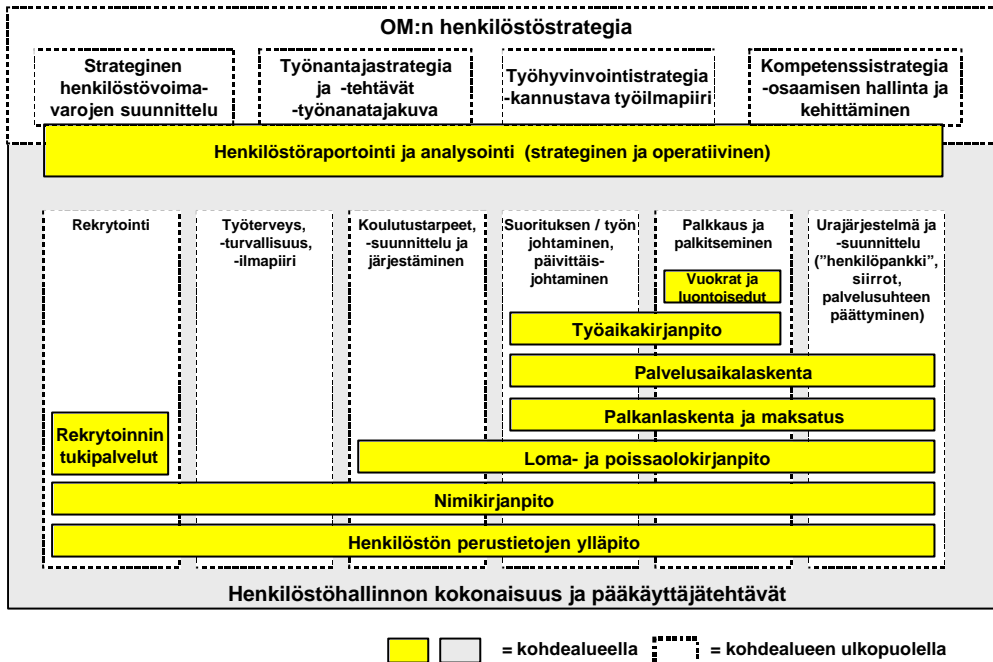 OM:n henkilöstöstrategia
Strateginen
henkilöstövoima-
varojen suunnittelu
Työnantajastrategia
ja -tehtävät
-työnanatajakuva
Työhyvinvointistrategia
-kannustava työilmapiiri
Kompetenssistrategia
-osaamisen hallinta ja
kehittäminen
Henkilöstöraportointi ja analysointi (strateginen ja operatiivinen)
Rekrytointi
Työterveys,
-turvallisuus,
-ilmapiiri
Koulutustarpeet,
-suunnittelu ja
järjestäminen
Suorituksen / työn
johtaminen,
päivittäis-
johtaminen
Palkkaus ja
palkitseminen
Urajärjestelmä ja
-suunnittelu
("henkilöpankki",
siirrot,
palvelusuhteen
päättyminen)
Vuokrat ja
luontoisedut
Työaikakirjanpito
Palvelusaikalaskenta
Palkanlaskenta ja maksatus
Rekrytoinnin
tukipalvelut
Loma- ja poissaolokirjanpito
Nimikirjanpito
Henkilöstön perustietojen ylläpito
Henkilöstöhallinnon kokonaisuus ja pääkäyttäjätehtävät
= kohdealueella
= kohdealueen ulkopuolella